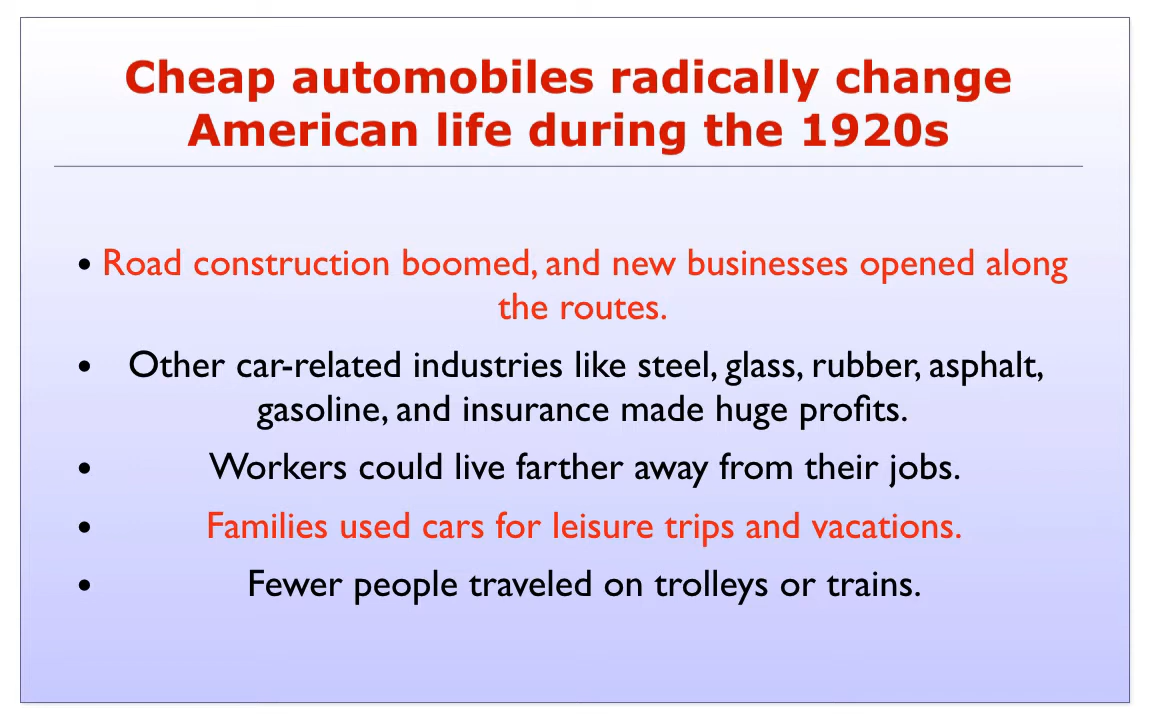 Cheap automobiles radically change
American life during the 1920s
• Road construction boomed, and new businesses opened along
the routes.
• Other car-related industries like steel, glass, rubber, asphalt,
gasoline, and insurance made huge profits.
• Workers could live farther away from their jobs.
• Families used cars for leisure trips and vacations.
• Fewer people traveled on trolleys or trains.